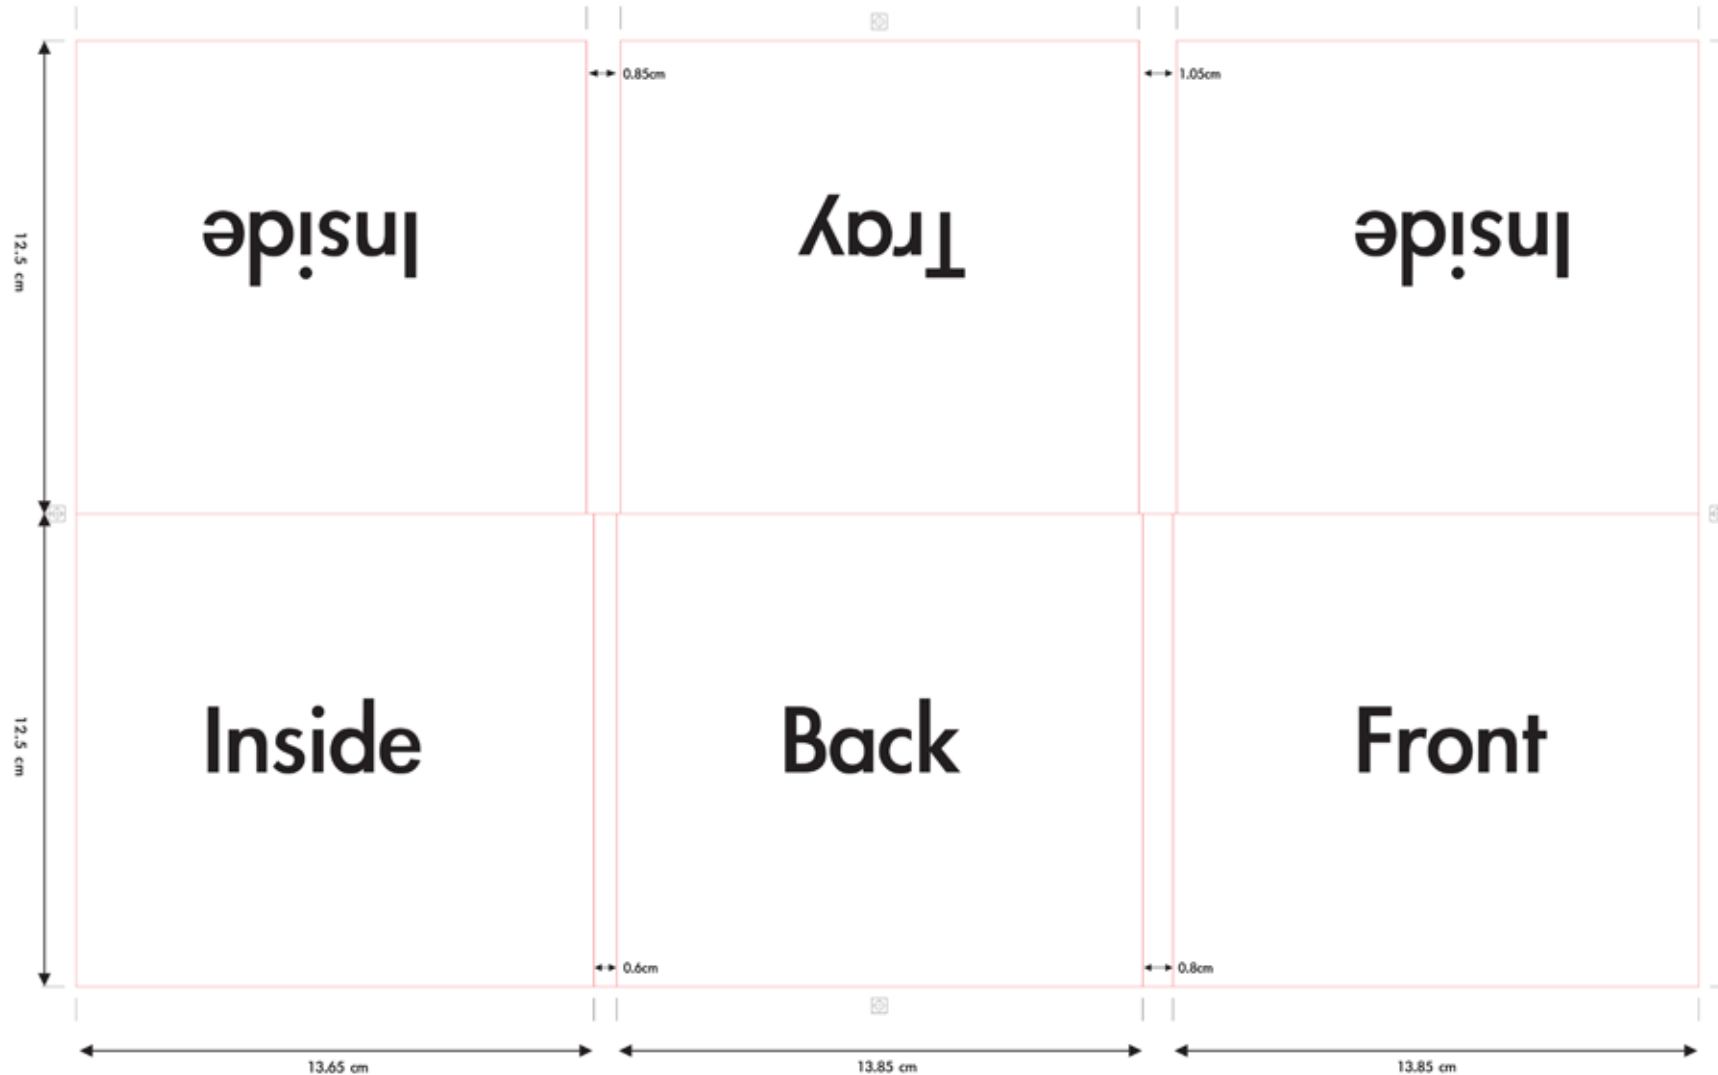 0.85cm
1.05cm
Inside
Tray
Inside
12.5 cm
Inside
Back
Front
12.5 cm
0.6cm
0.8cm
13.65 cm
13.85 cm
13.85 cm